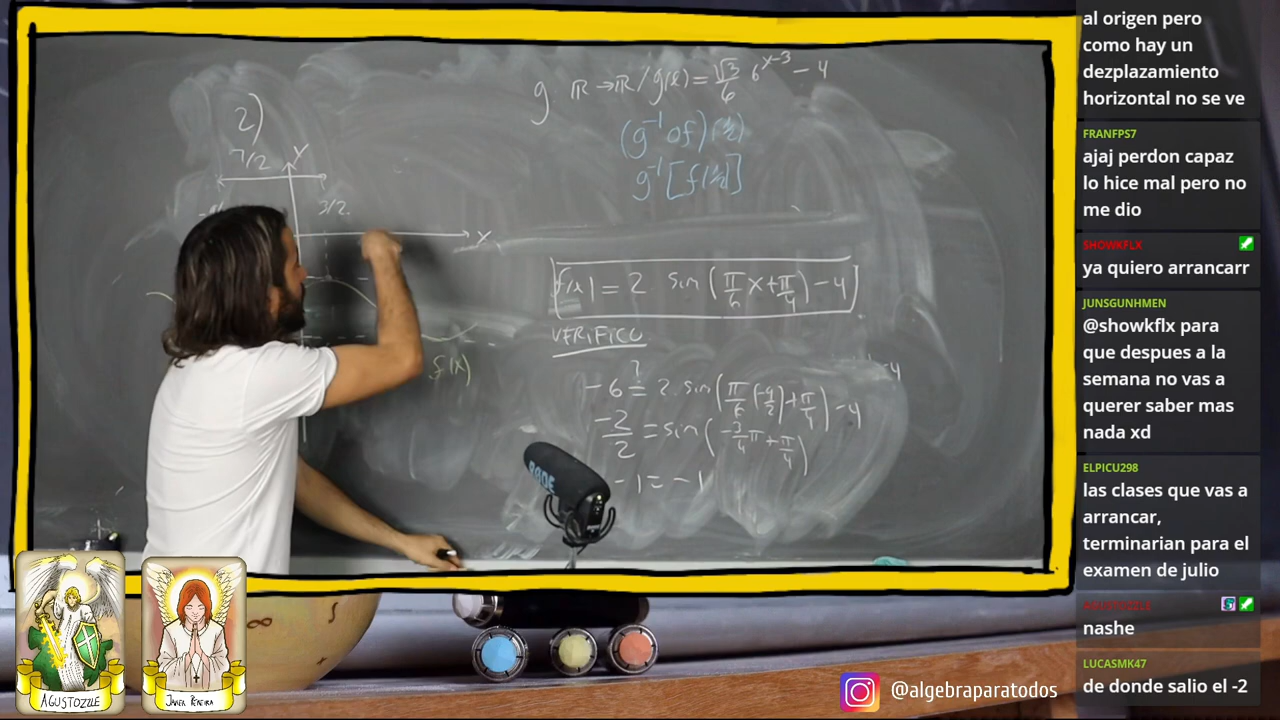 2)
7/2
Y
3/2
X
f(x)
g ℝ→ℝ/g(x)=√3/6 6^(x-3) - 4
(g⁻¹of)(½)
g⁻¹[f(½)]
f(x) = 2 sin(π/6 x + π/4) - 4
VERIFICO
-6 ≟ 2 sin(π/6 (-9/2) + π/4) - 4
-2/2 = sin(-3/4 π + π/4)
-1 = -1
RØDE
al origen pero
como hay un
dezplazamiento
horizontal no se ve
FRANFPS7
ajaj perdon capaz
lo hice mal pero no
me dio
SHOWKFLX
ya quiero arrancarr
JUNSGUNHMEN
@showkflx para
que despues a la
semana no vas a
querer saber mas
nada xd
ELPICU298
las clases que vas a
arrancar,
terminarian para el
examen de julio
AGUSTOZZLE
nashe
LUCASMK47
de donde salio el -2
AGUSTOZZLE
JAVIER PEREIRA
∞
@algebraparatodos